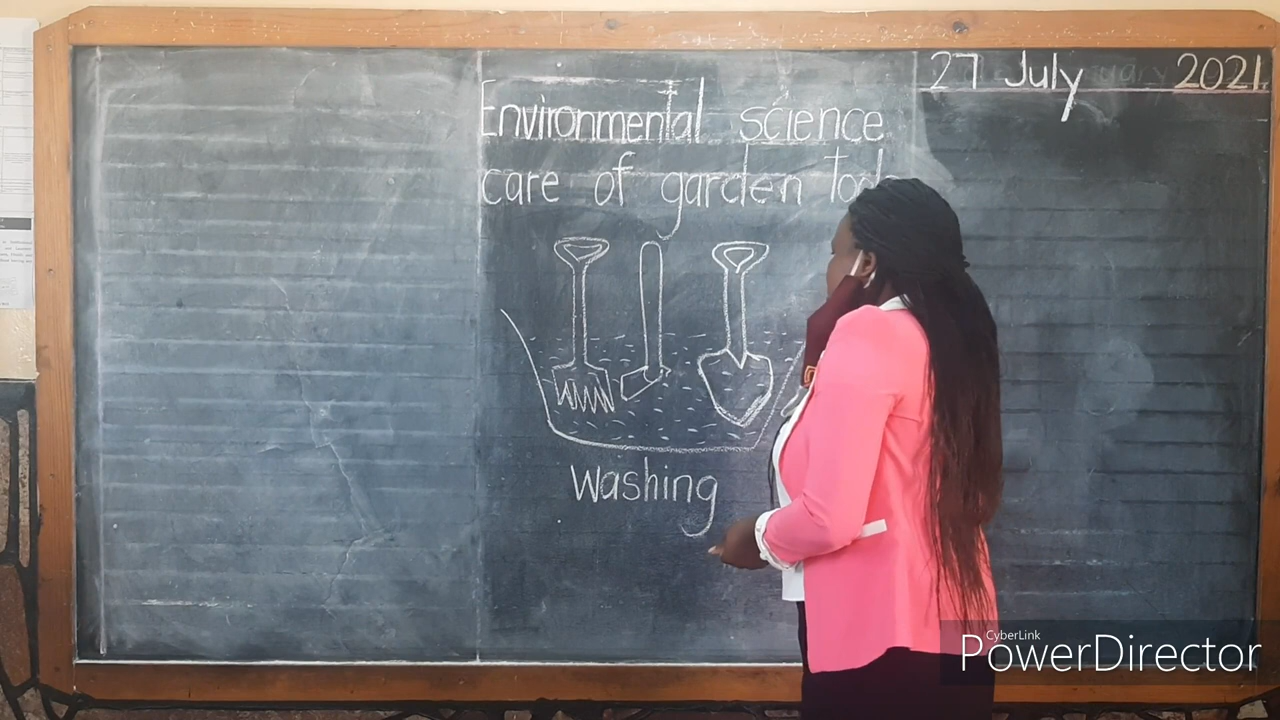 27 July 2021.
Environmental science
care of garden
Washing
CyberLink
PowerDirector